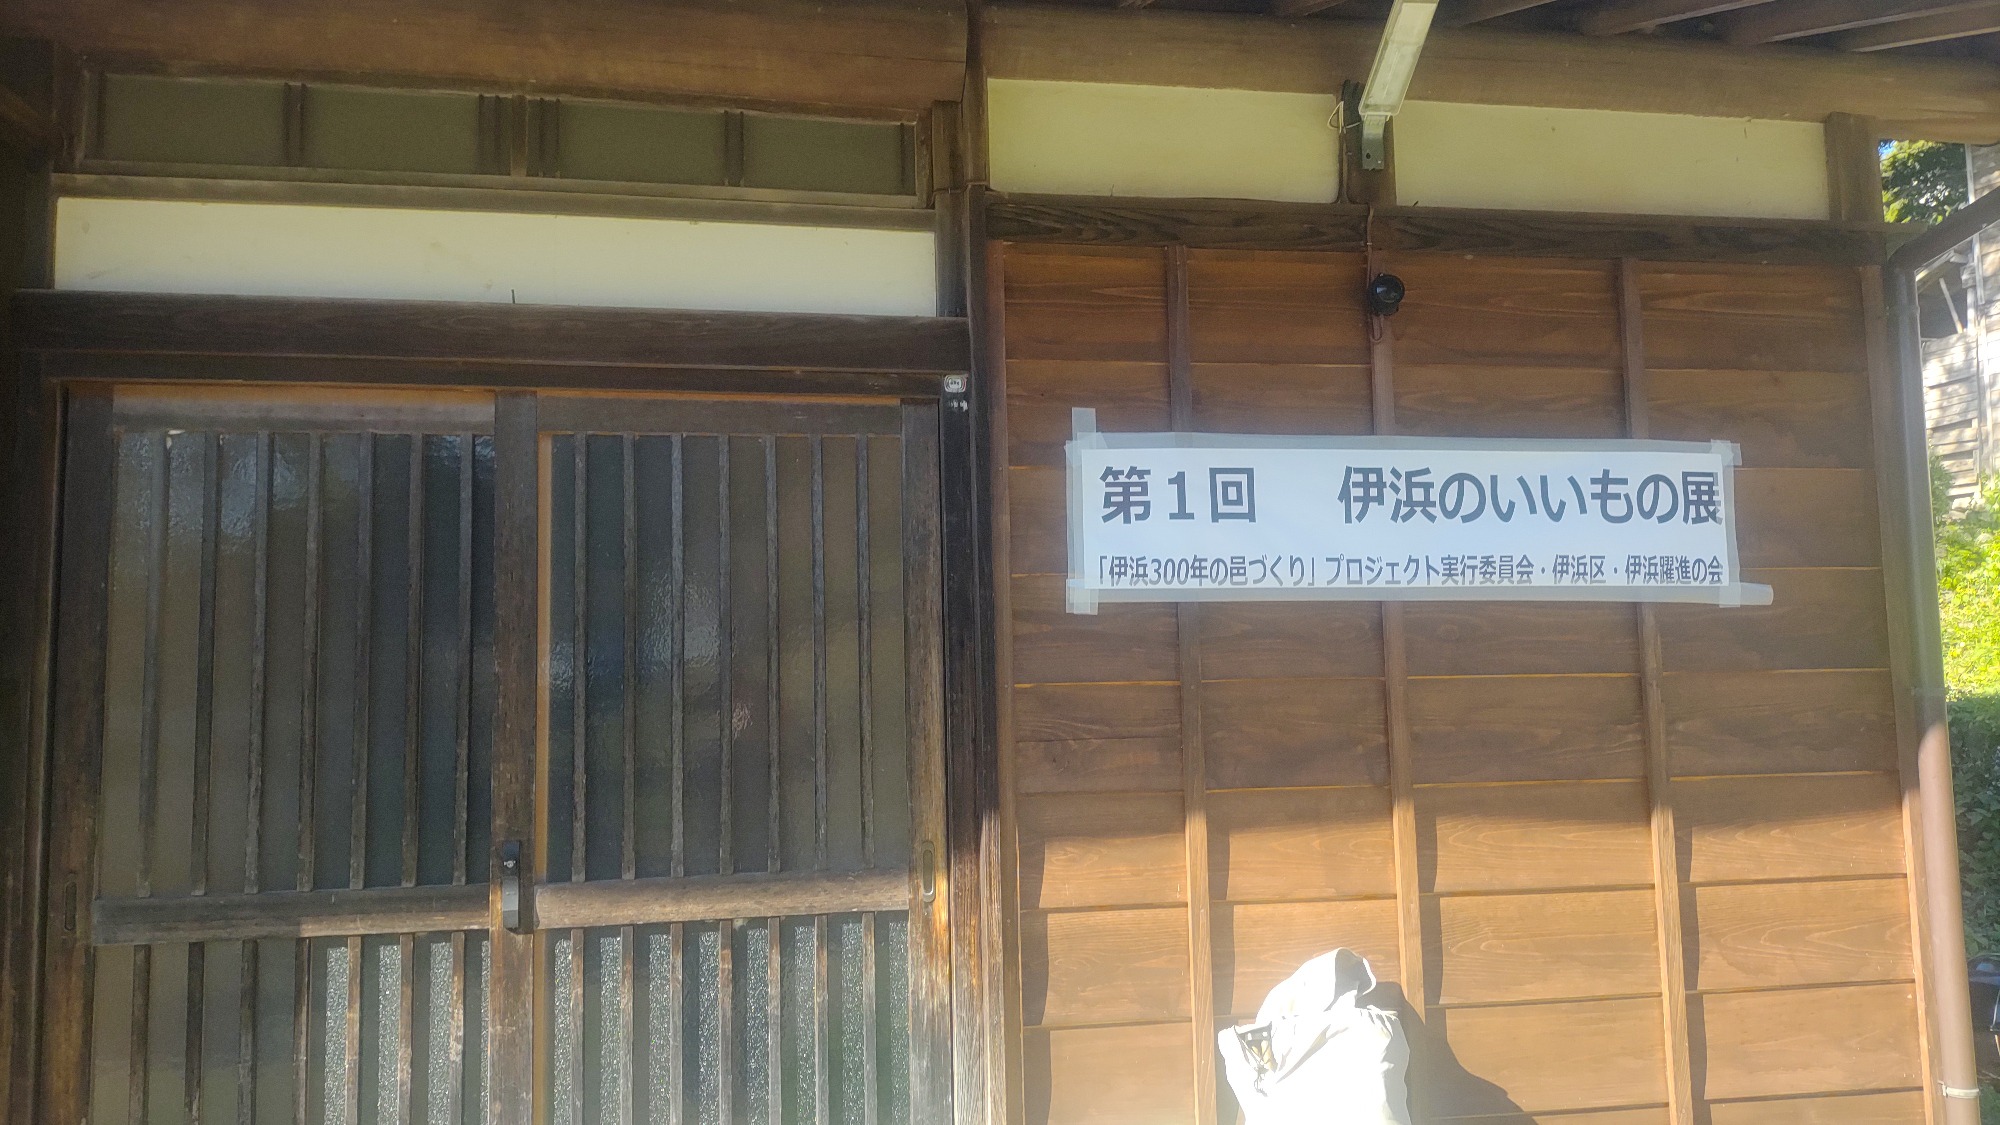 第１回　伊浜のいいもの展
「伊浜300年の邑づくり」プロジェクト実行委員会・伊浜区・伊浜躍進の会